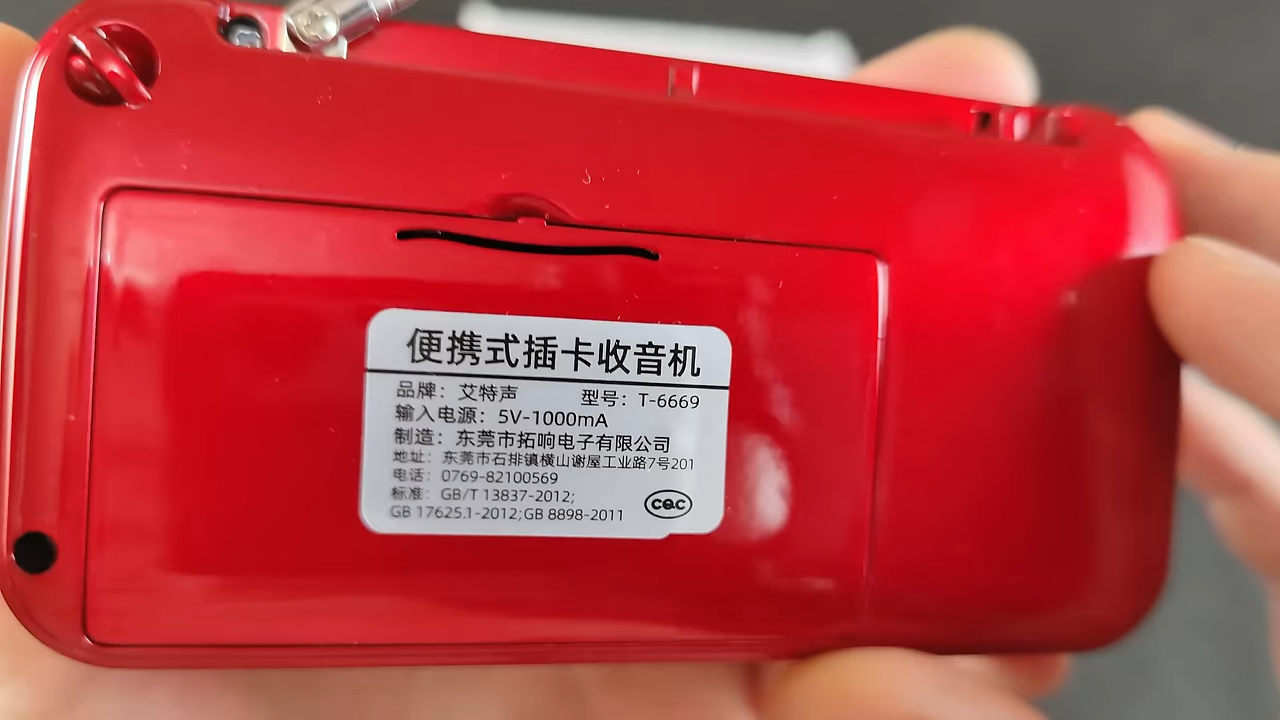 便携式插卡收音机
品牌：艾特声 型号：T-6669
输入电源：5V-1000mA
制造：东莞市拓响电子有限公司
地址：东莞市石排镇横山谢屋工业路7号201
电话：0769-82100569
标准：GB/T 13837-2012;
GB 17625.1-2012;GB 8898-2011
cec